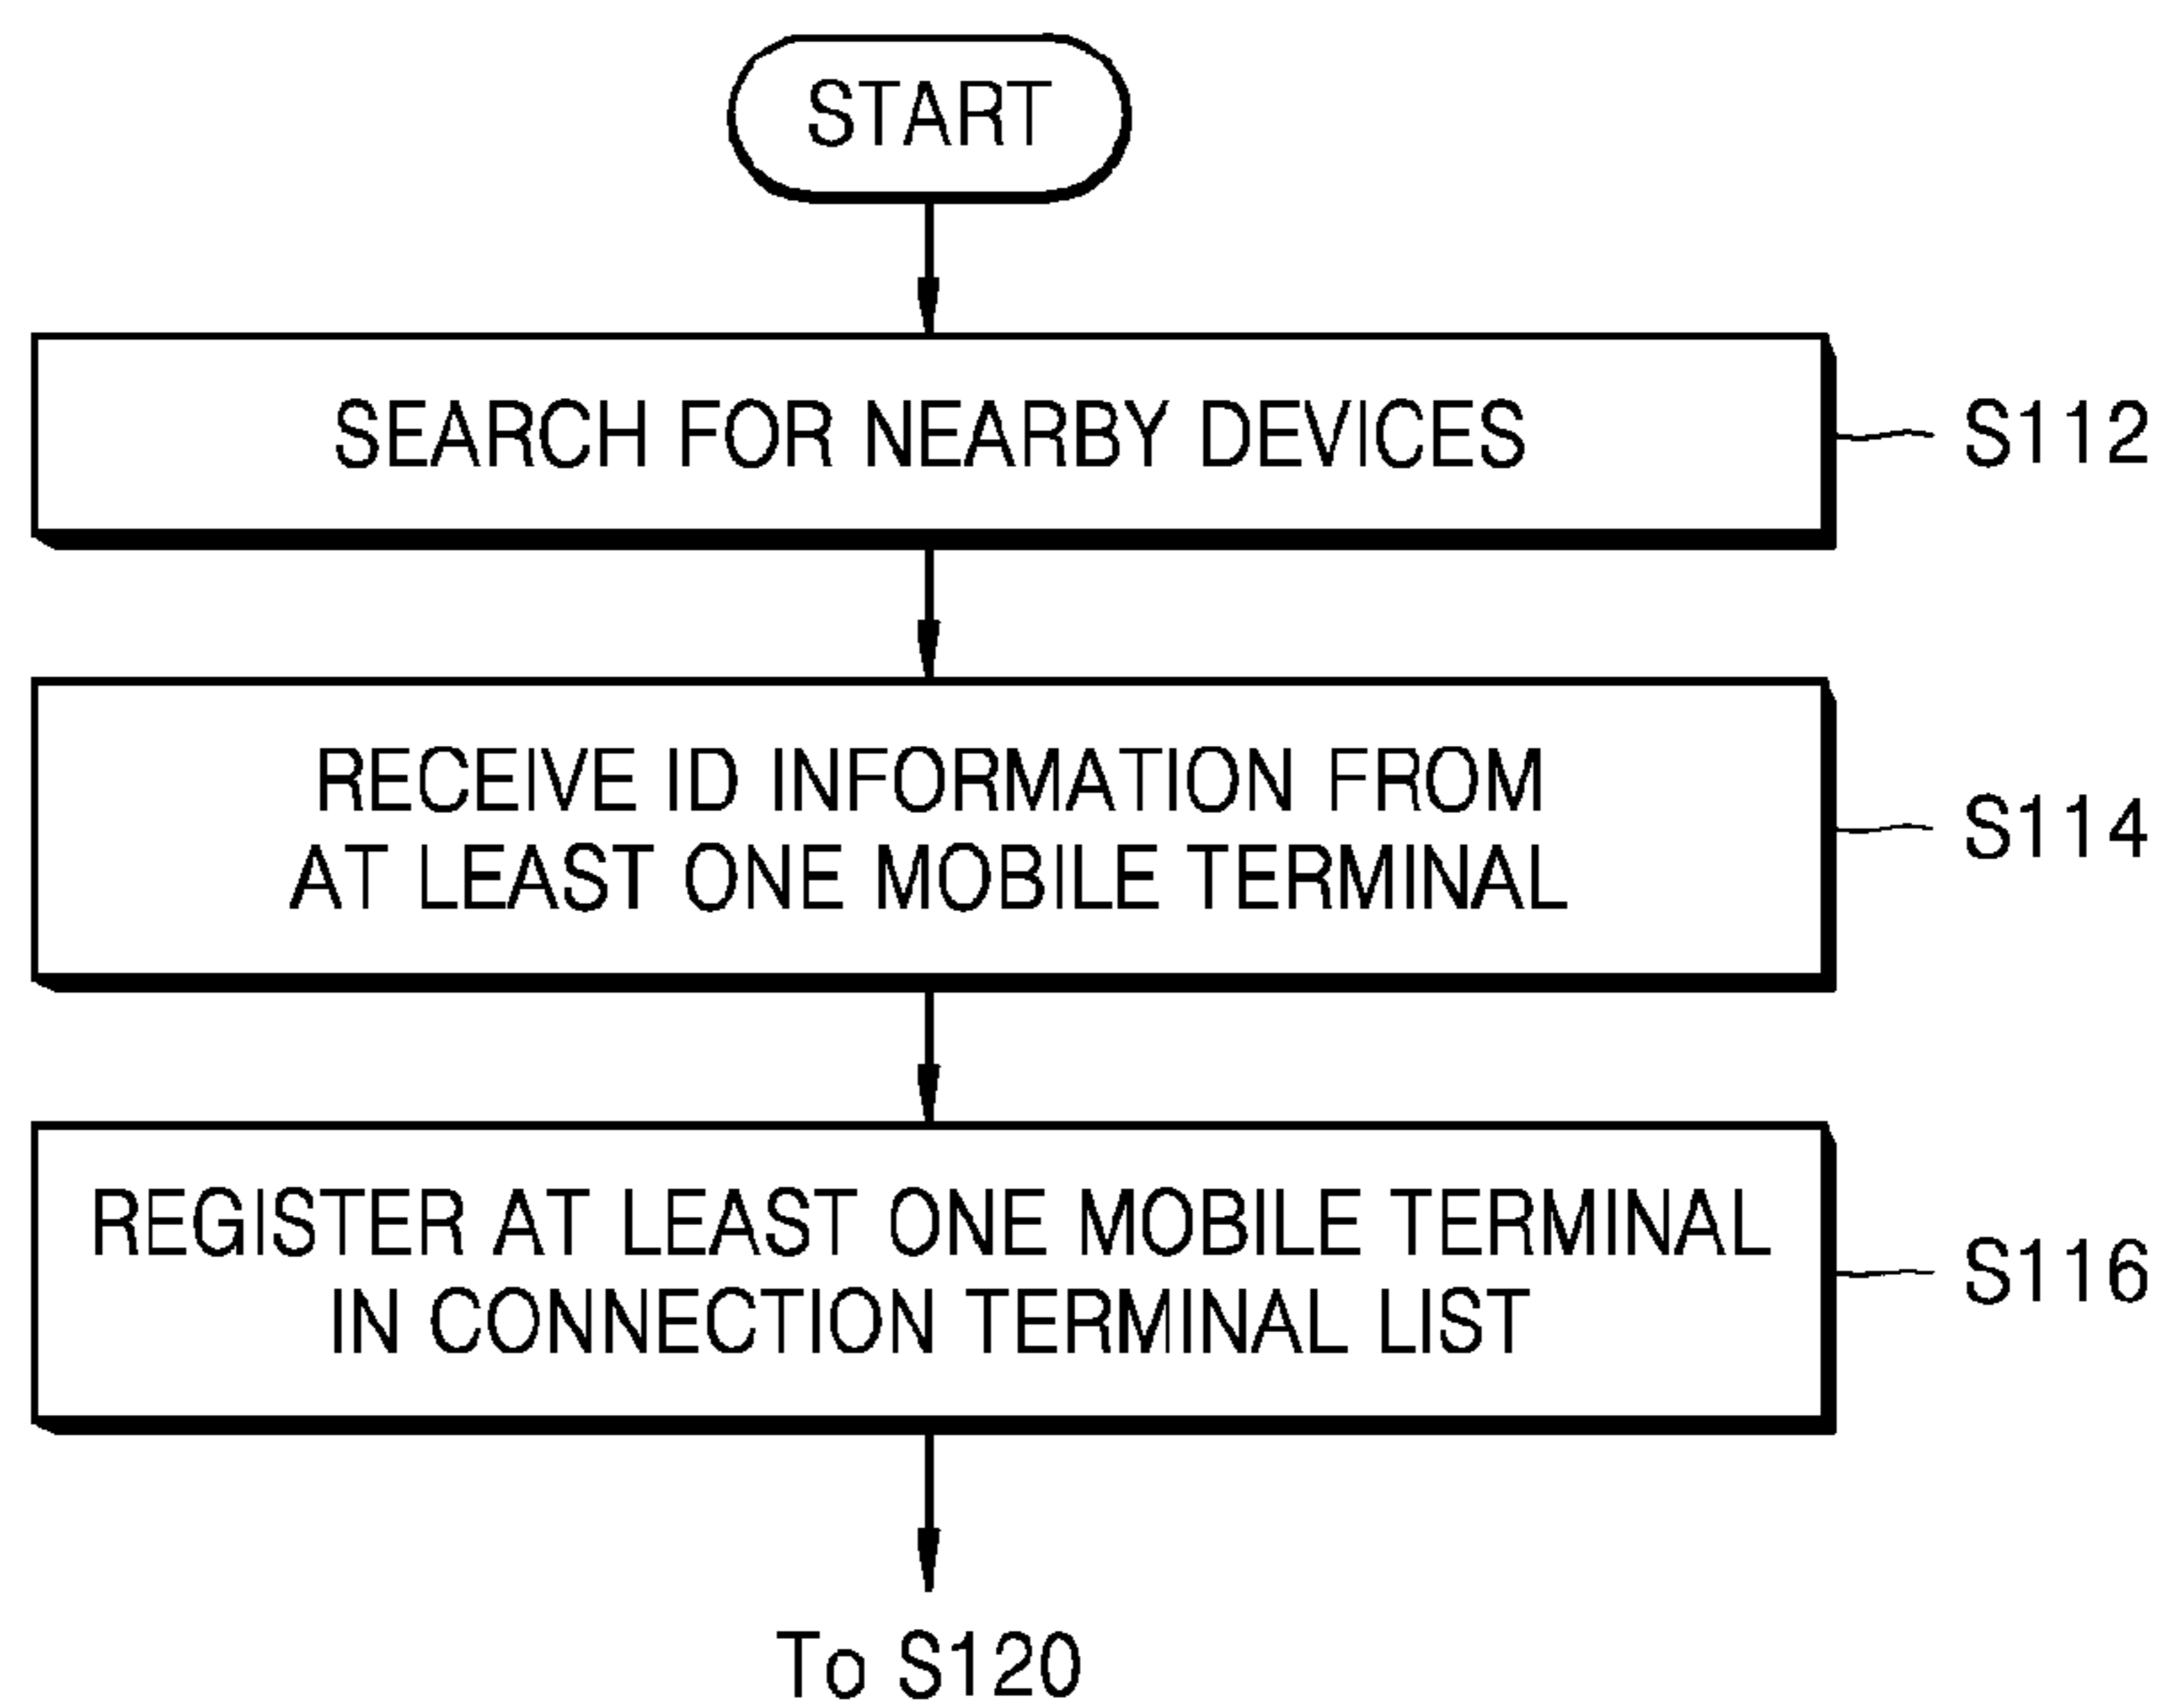 START
SEARCH FOR NEARBY DEVICES
S112
RECEIVE ID INFORMATION FROM
AT LEAST ONE MOBILE TERMINAL
S114
REGISTER AT LEAST ONE MOBILE TERMINAL
IN CONNECTION TERMINAL LIST
S116
To S120